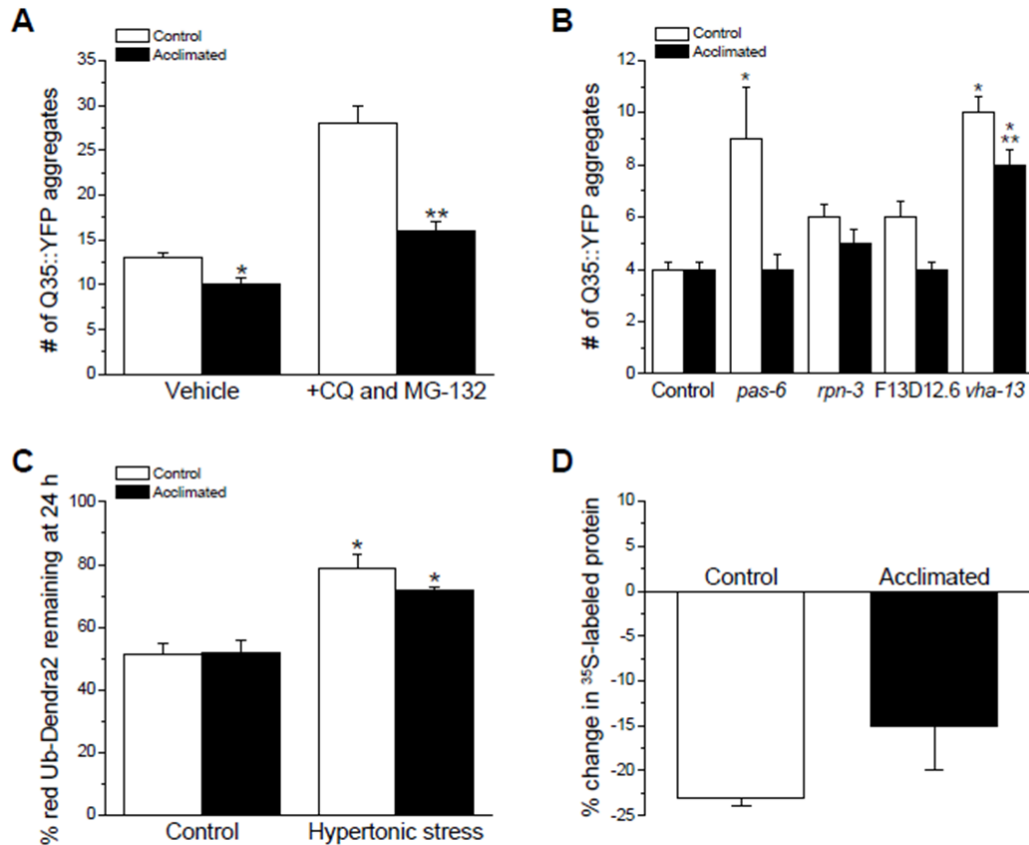 A
Control
Acclimated
# of Q35::YFP aggregates
35
30
25
20
15
10
5
0
*
**
Vehicle
+CQ and MG-132
B
Control
Acclimated
# of Q35::YFP aggregates
12
10
8
6
4
2
0
*
*
*
**
Control
pas-6
rpn-3
F13D12.6
vha-13
C
Control
Acclimated
% red Ub-Dendra2 remaining at 24 h
100
80
60
40
20
0
*
*
Control
Hypertonic stress
D
% change in ³⁵S-labeled protein
10
5
0
-5
-10
-15
-20
-25
Control
Acclimated